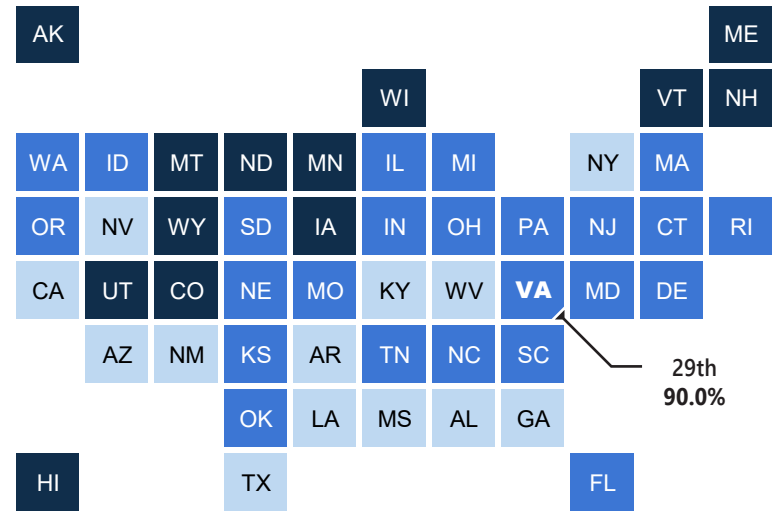 AK ME
WI VT NH
WA ID MT ND MN IL MI NY MA
OR NV WY SD IA IN OH PA NJ CT RI
CA UT CO NE MO KY WV VA MD DE
AZ NM KS AR TN NC SC
29th
90.0%
OK LA MS AL GA
HI TX FL